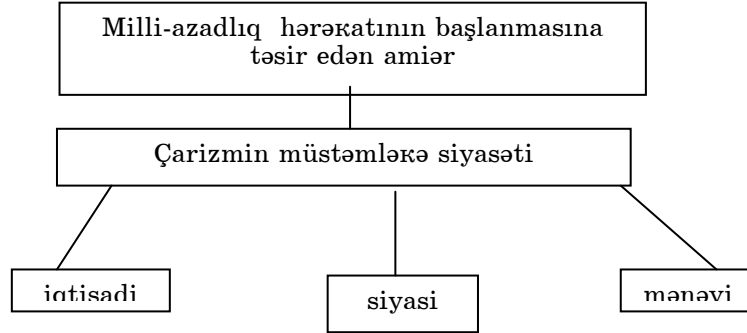 Milli-azadlıq hərəkatının başlanmasına
təsir edən amiər
Çarizmin müstəmləkə siyasəti
iqtisadi
siyasi
mənəvi